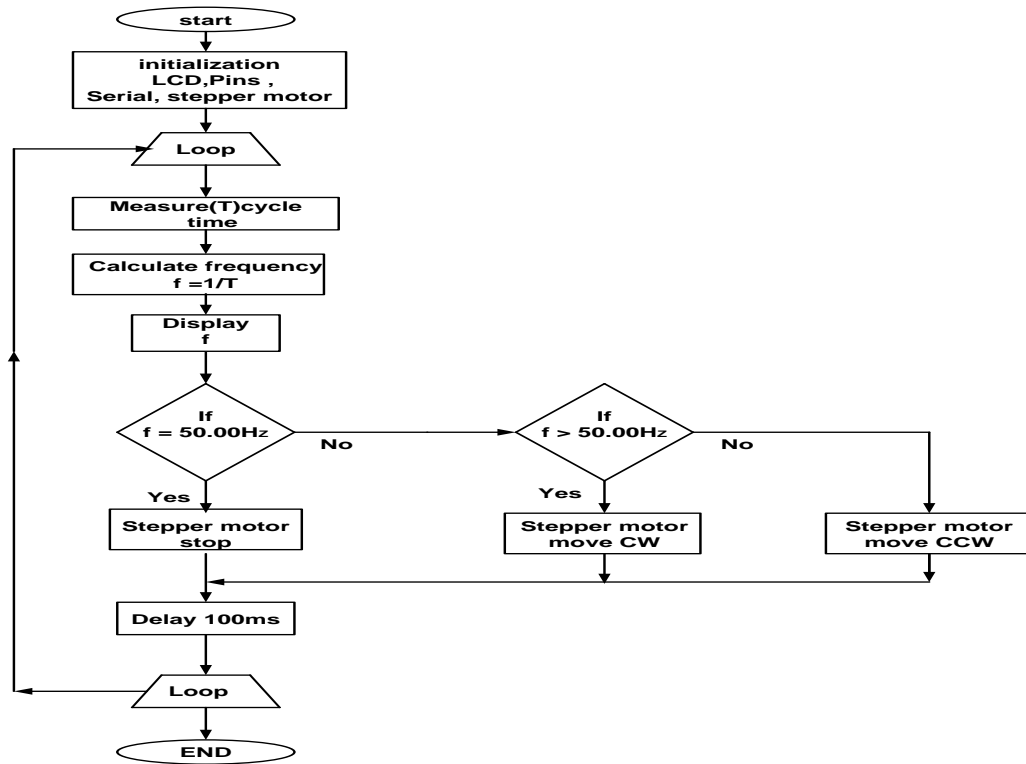 start
initialization
LCD,Pins ,
Serial, stepper motor
Loop
Measure(T)cycle
time
Calculate frequency
f =1/T
Display
f
If
f = 50.00Hz
No
If
f > 50.00Hz
No
Yes
Stepper motor
stop
Yes
Stepper motor
move CW
Stepper motor
move CCW
Delay 100ms
Loop
END